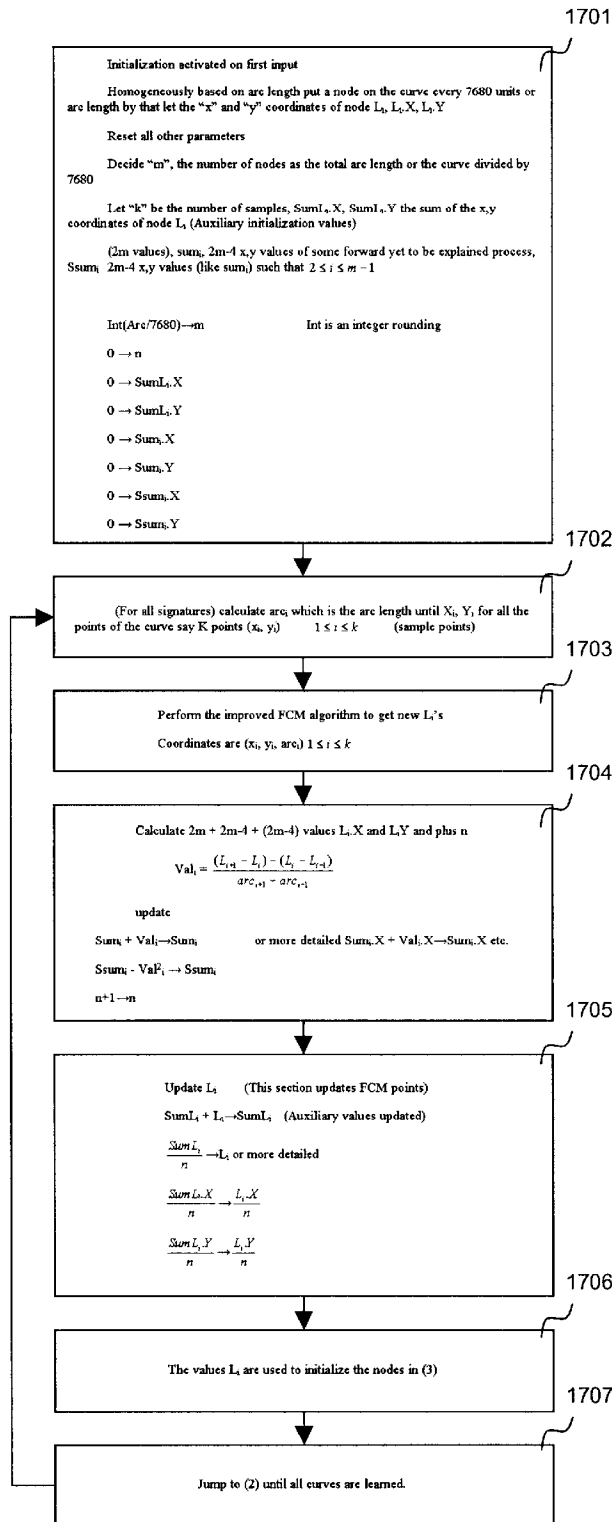 1701
Initialization activated on first input
Homogeneously based on arc length put a node on the curve every 7680 units or
arc length by that let the "x" and "y" coordinates of node Lᵢ, Lᵢ.X, Lᵢ.Y
Reset all other parameters
Decide "m", the number of nodes as the total arc length or the curve divided by
7680
Let "k" be the number of samples, SumLᵢ.X, SumLᵢ.Y the sum of the x,y
coordinates of node Lᵢ (Auxiliary initialization values)
(2m values), sumᵢ, 2m-4 x,y values of some forward yet to be explained process,
Ssumᵢ 2m-4 x,y values (like sumᵢ) such that 2 ≤ i ≤ m − 1
Int(Arc/7680)→m Int is an integer rounding
0 → n
0 → SumLᵢ.X
0 → SumLᵢ.Y
0 → Sumᵢ.X
0 → Sumᵢ.Y
0 → Ssumᵢ.X
0 → Ssumᵢ.Y
1702
(For all signatures) calculate arcᵢ which is the arc length until Xᵢ, Yᵢ for all the
points of the curve say K points (xᵢ, yᵢ) 1 ≤ i ≤ k (sample points)
1703
Perform the improved FCM algorithm to get new Lᵢ's
Coordinates are (xᵢ, yᵢ, arcᵢ) 1 ≤ i ≤ k
1704
Calculate 2m + 2m-4 + (2m-4) values Lᵢ.X and LᵢY and plus n
Valᵢ = ((Lᵢ₊₁ − Lᵢ) − (Lᵢ − Lᵢ₋₁)) / (arcᵢ₊₁ − arcᵢ₋₁)
update
Sumᵢ + Valᵢ→Sumᵢ or more detailed Sumᵢ.X + Valᵢ.X→Sumᵢ.X etc.
Ssumᵢ - Val²ᵢ → Ssumᵢ
n+1→n
1705
Update Lᵢ (This section updates FCM points)
SumLᵢ + Lᵢ→SumLᵢ (Auxiliary values updated)
SumLᵢ / n →Lᵢ or more detailed
SumLᵢ.X / n → Lᵢ.X / n
SumLᵢ.Y / n → Lᵢ.Y / n
1706
The values Lᵢ are used to initialize the nodes in (3)
1707
Jump to (2) until all curves are learned.